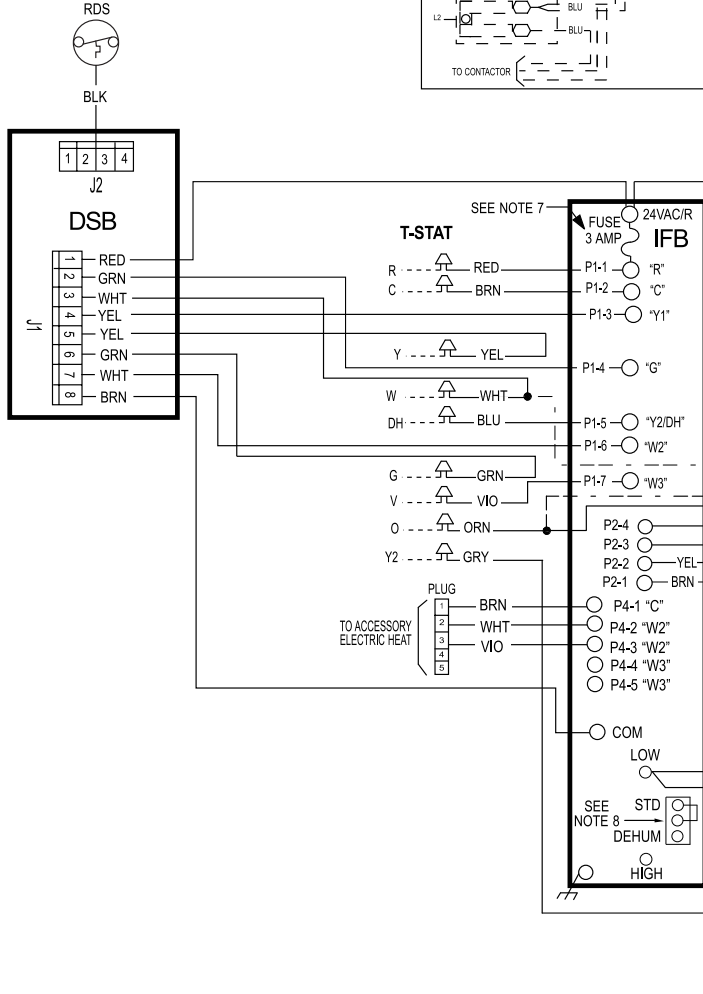 RDS
BLU
L2
BLU
TO CONTACTOR
BLK
1 2 3 4
J2
DSB
SEE NOTE 7
FUSE
3 AMP
24VAC/R
IFB
T-STAT
J1
1 RED
2 GRN
3 WHT
4 YEL
5 YEL
6 GRN
7 WHT
8 BRN
R RED P1-1 "R"
C BRN P1-2 "C"
P1-3 "Y1"
Y YEL
P1-4 "G"
W WHT
DH BLU P1-5 "Y2/DH"
P1-6 "W2"
G GRN
P1-7 "W3"
V VIO
O ORN
P2-4
P2-3
Y2 GRY
P2-2 YEL
P2-1 BRN
PLUG
TO ACCESSORY
ELECTRIC HEAT
1 BRN P4-1 "C"
2 WHT P4-2 "W2"
3 VIO P4-3 "W2"
4 P4-4 "W3"
5 P4-5 "W3"
COM
LOW
SEE
NOTE 8
STD
DEHUM
HIGH